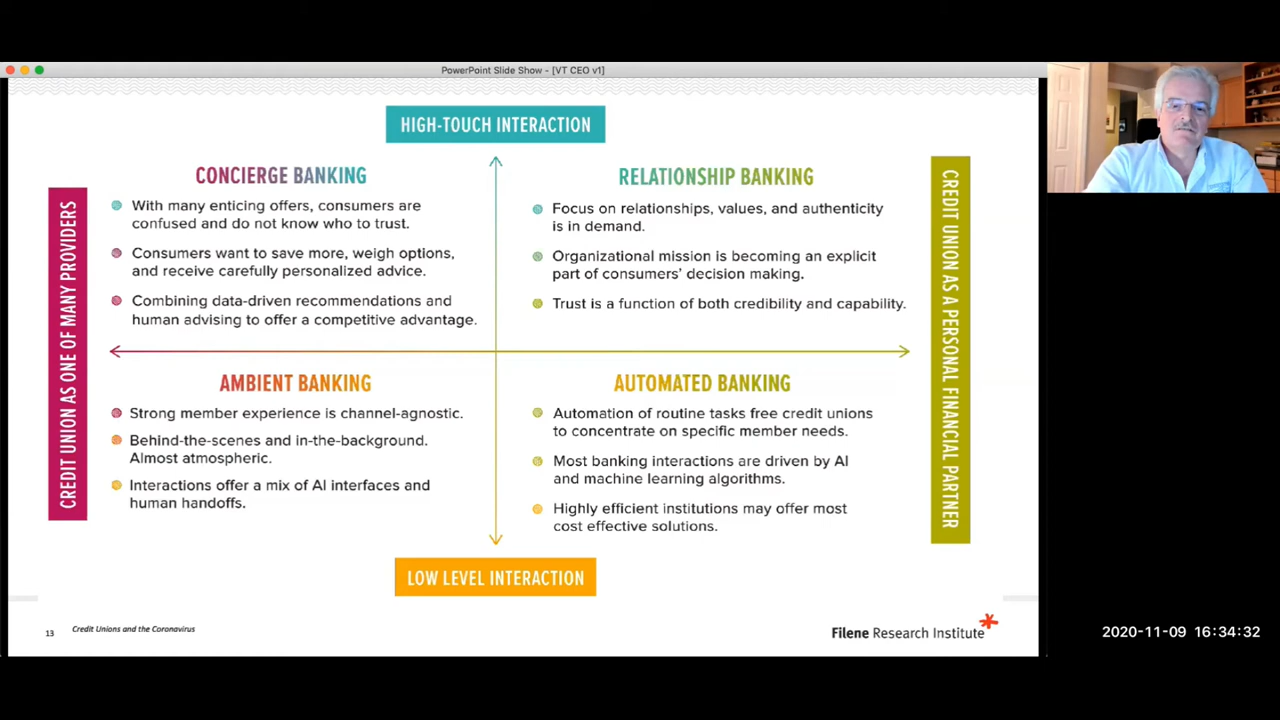 PowerPoint Slide Show - [VT CEO v1]
HIGH-TOUCH INTERACTION
CREDIT UNION AS ONE OF MANY PROVIDERS
CONCIERGE BANKING
With many enticing offers, consumers are
confused and do not know who to trust.
Consumers want to save more, weigh options,
and receive carefully personalized advice.
Combining data-driven recommendations and
human advising to offer a competitive advantage.
RELATIONSHIP BANKING
Focus on relationships, values, and authenticity
is in demand.
Organizational mission is becoming an explicit
part of consumers’ decision making.
Trust is a function of both credibility and capability.
CREDIT UNION AS A PERSONAL FINANCIAL PARTNER
AMBIENT BANKING
Strong member experience is channel-agnostic.
Behind-the-scenes and in-the-background.
Almost atmospheric.
Interactions offer a mix of AI interfaces and
human handoffs.
AUTOMATED BANKING
Automation of routine tasks free credit unions
to concentrate on specific member needs.
Most banking interactions are driven by AI
and machine learning algorithms.
Highly efficient institutions may offer most
cost effective solutions.
LOW LEVEL INTERACTION
13
Credit Unions and the Coronavirus
Filene Research Institute
2020-11-09 16:34:32